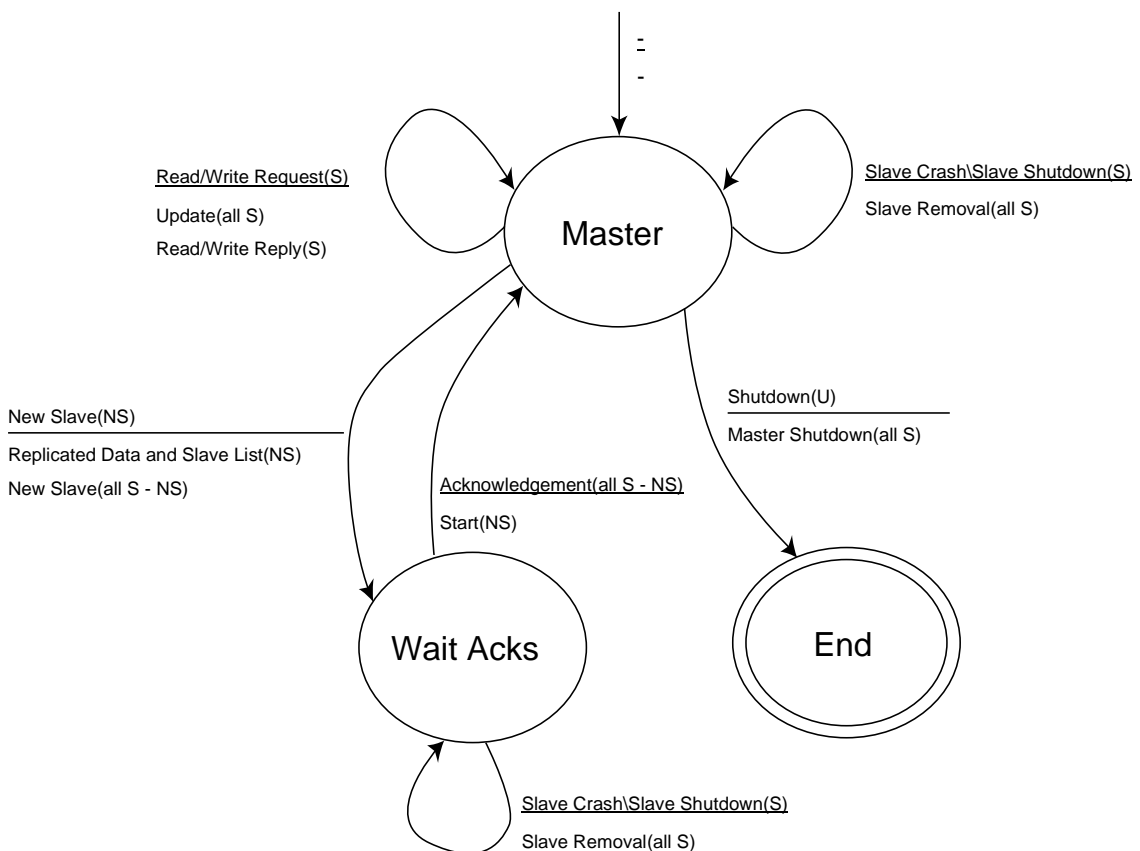 -
-
Read/Write Request(S)
Update(all S)
Read/Write Reply(S)
Master
Slave Crash\Slave Shutdown(S)
Slave Removal(all S)
New Slave(NS)
Replicated Data and Slave List(NS)
New Slave(all S - NS)
Acknowledgement(all S - NS)
Start(NS)
Shutdown(U)
Master Shutdown(all S)
Wait Acks
End
Slave Crash\Slave Shutdown(S)
Slave Removal(all S)